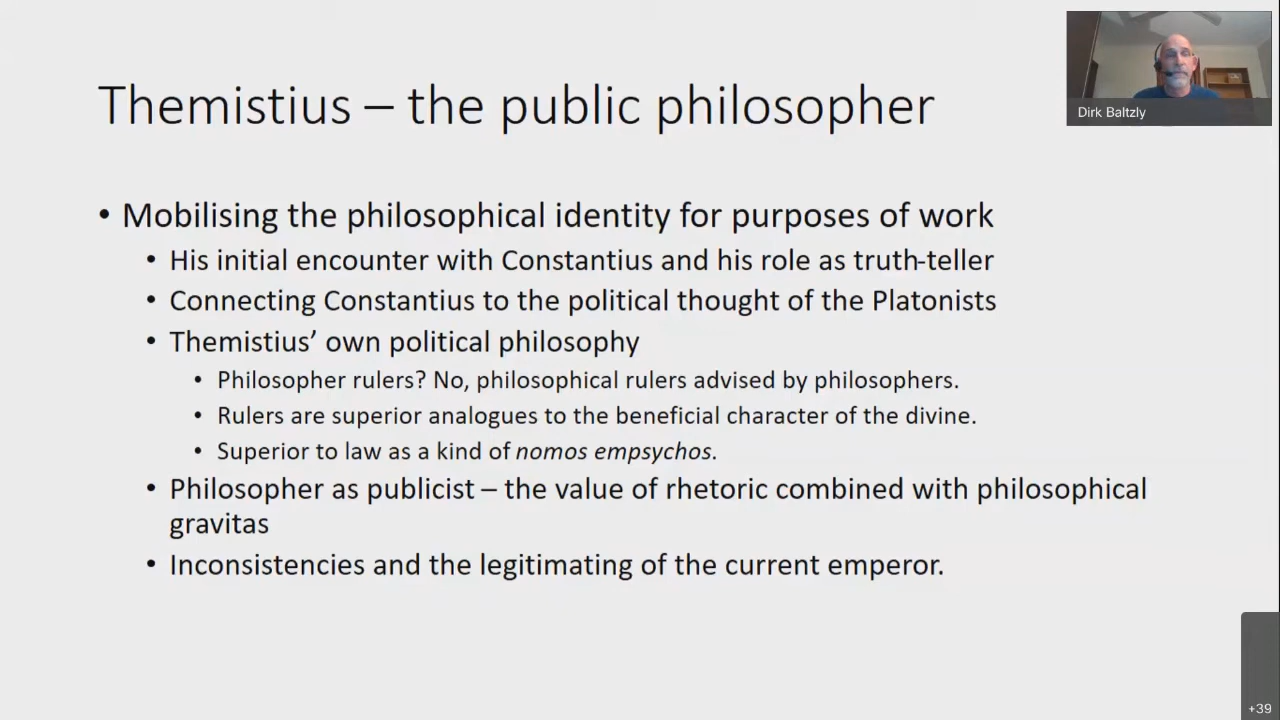 Themistius – the public philosopher
Dirk Baltzly
• Mobilising the philosophical identity for purposes of work
• His initial encounter with Constantius and his role as truth-teller
• Connecting Constantius to the political thought of the Platonists
• Themistius’ own political philosophy
• Philosopher rulers? No, philosophical rulers advised by philosophers.
• Rulers are superior analogues to the beneficial character of the divine.
• Superior to law as a kind of nomos empsychos.
• Philosopher as publicist – the value of rhetoric combined with philosophical
gravitas
• Inconsistencies and the legitimating of the current emperor.
+39